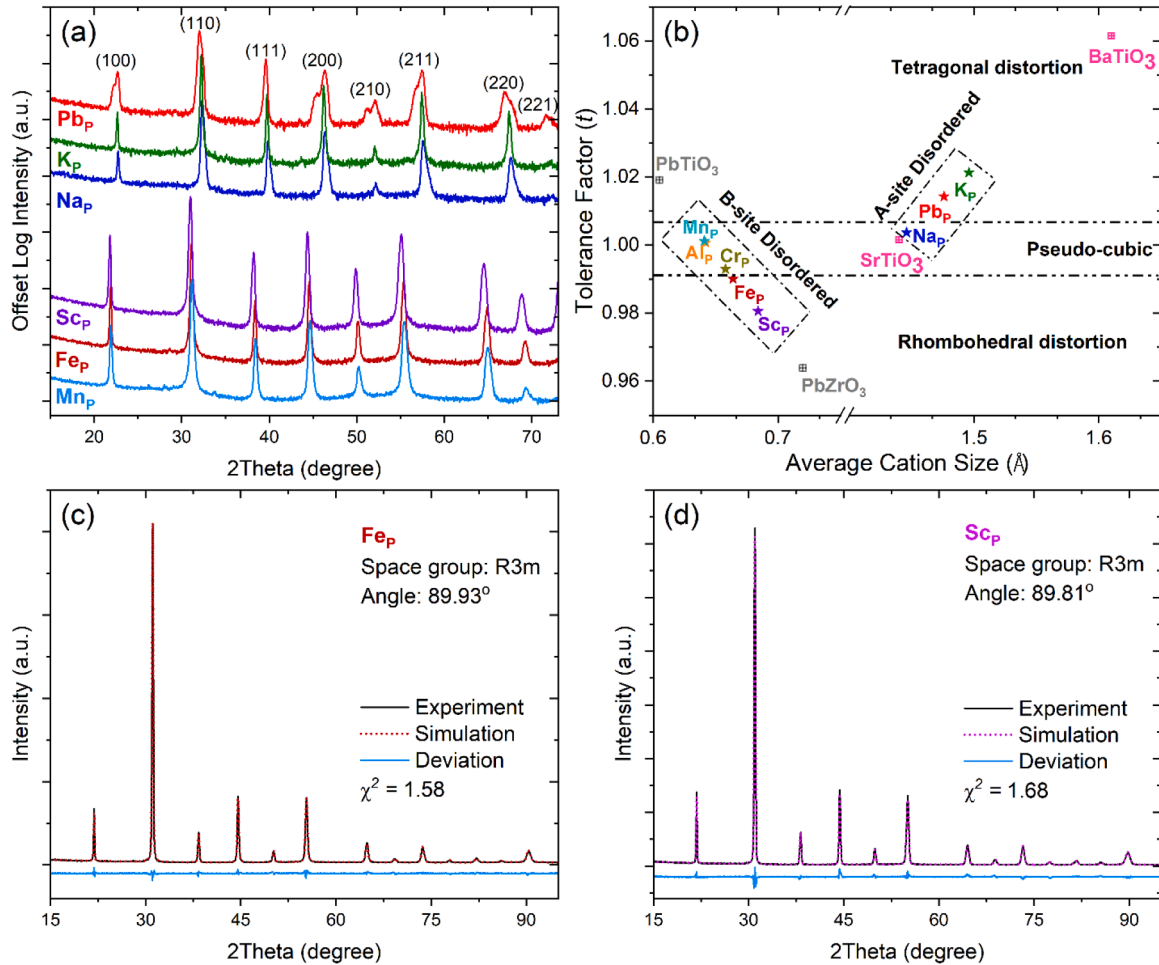 (a)
(100)
(110)
(111)
(200)
(210)
(211)
(220)
(221)
Pb_P
K_P
Na_P
Sc_P
Fe_P
Mn_P
Offset Log Intensity (a.u.)
20 30 40 50 60 70
2Theta (degree)
(b)
1.06
1.04
1.02
1.00
0.98
0.96
Tolerance Factor (t)
BaTiO3
Tetragonal distortion
A-site Disordered
PbTiO3
K_P
Pb_P
Na_P
SrTiO3
B-site Disordered
Mn_P
Al_P
Cr_P
Fe_P
Sc_P
Pseudo-cubic
Rhombohedral distortion
PbZrO3
0.6 0.7 1.5 1.6
Average Cation Size (Å)
(c)
Fe_P
Space group: R3m
Angle: 89.93°
Experiment
Simulation
Deviation
χ² = 1.58
Intensity (a.u.)
15 30 45 60 75 90
2Theta (degree)
(d)
Sc_P
Space group: R3m
Angle: 89.81°
Experiment
Simulation
Deviation
χ² = 1.68
Intensity (a.u.)
15 30 45 60 75 90
2Theta (degree)